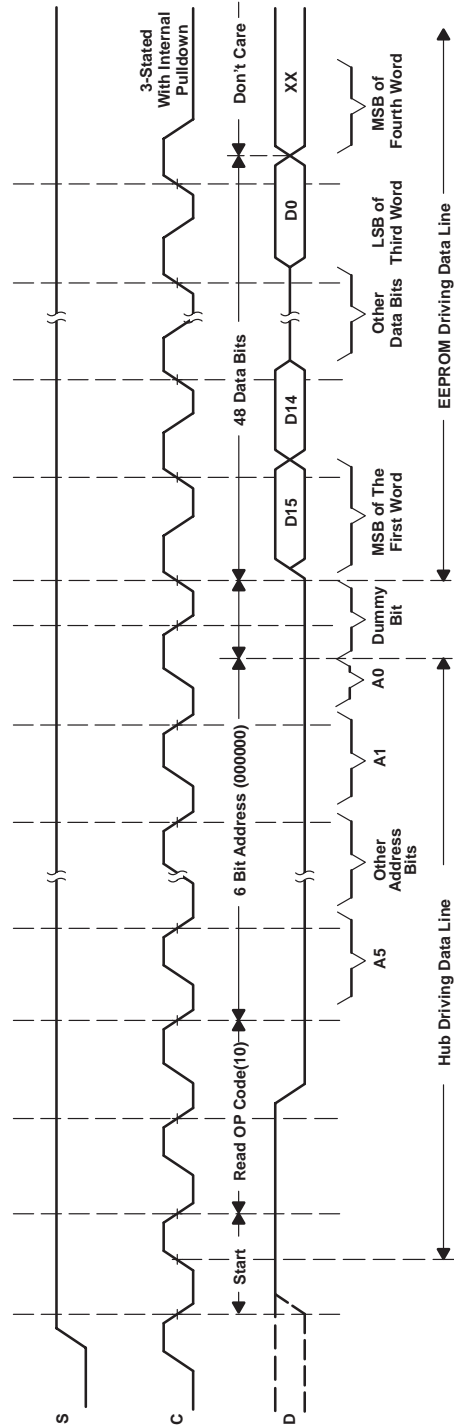 S
C
3-Stated
With Internal
Pulldown
Start
Read OP Code(10)
6 Bit Address (000000)
48 Data Bits
Don't Care
D
D15
D14
D0
XX
A5
Other
Address
Bits
A1
A0
Dummy
Bit
MSB of The
First Word
Other
Data Bits
LSB of
Third Word
MSB of
Fourth Word
Hub Driving Data Line
EEPROM Driving Data Line